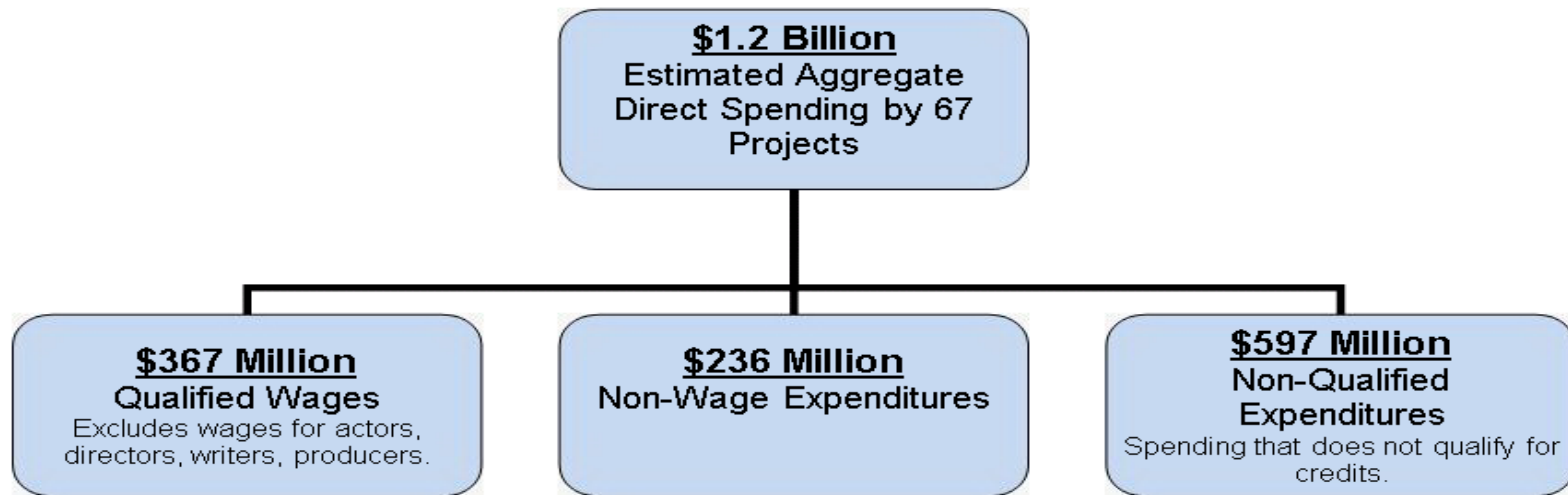 $1.2 Billion
Estimated Aggregate
Direct Spending by 67
Projects
$367 Million
Qualified Wages
Excludes wages for actors,
directors, writers, producers.
$236 Million
Non-Wage Expenditures
$597 Million
Non-Qualified
Expenditures
Spending that does not qualify for
credits.